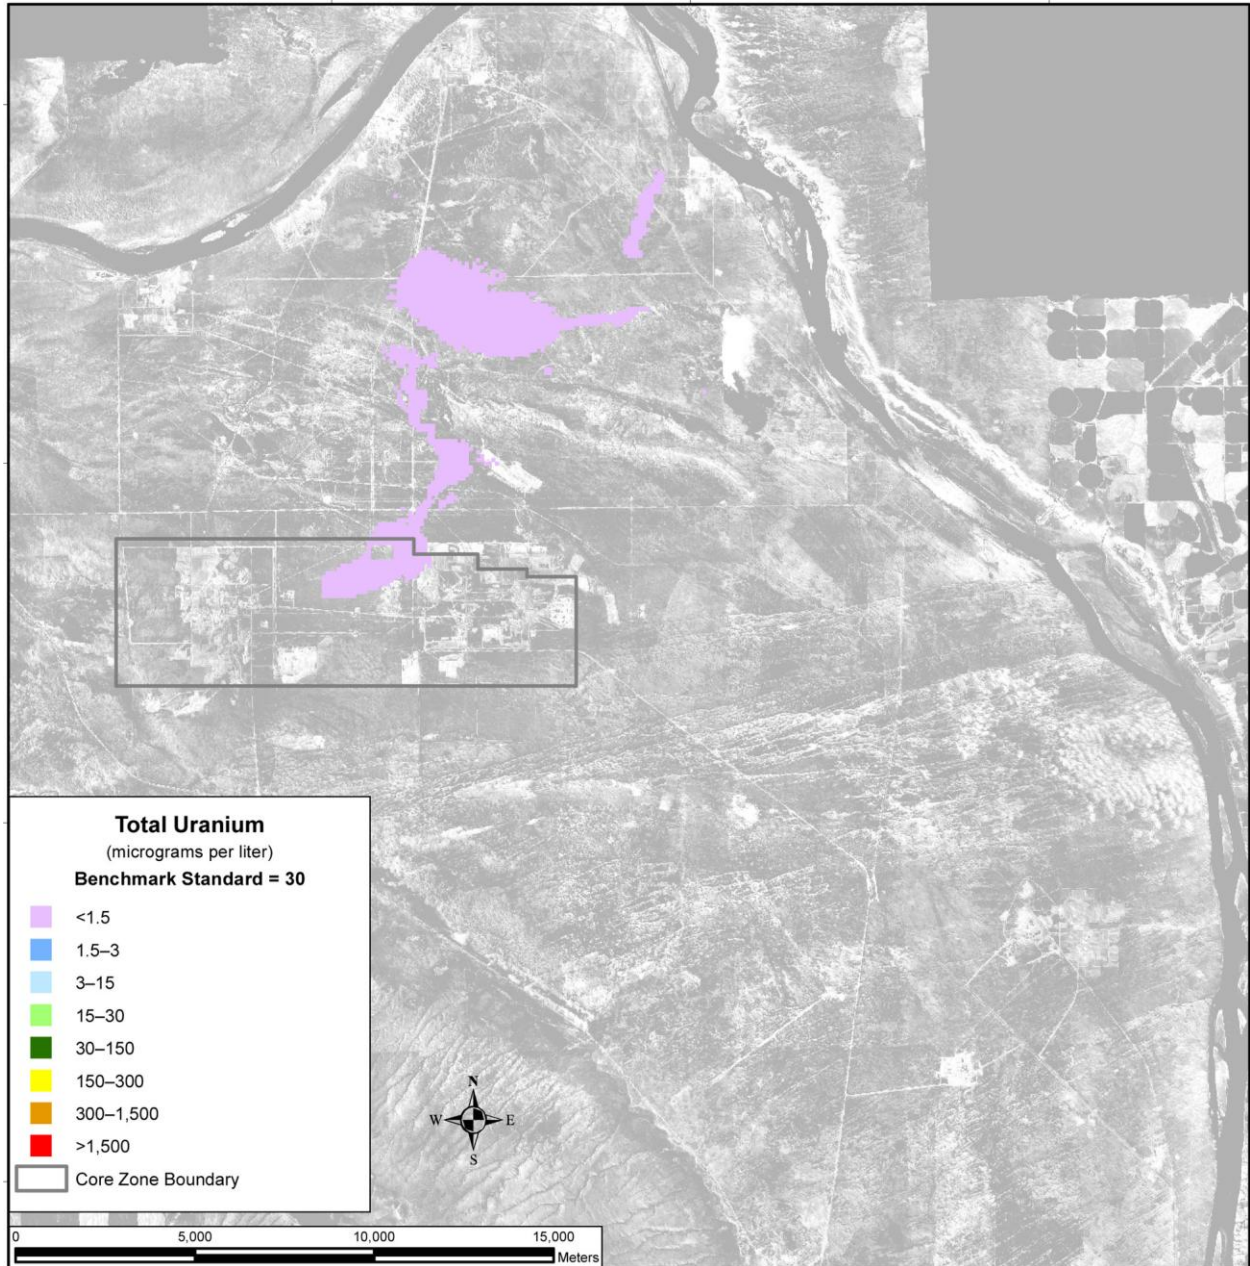 Total Uranium
(micrograms per liter)
Benchmark Standard = 30
<1.5
1.5–3
3–15
15–30
30–150
150–300
300–1,500
>1,500
Core Zone Boundary
N
W E
S
0 5,000 10,000 15,000
Meters